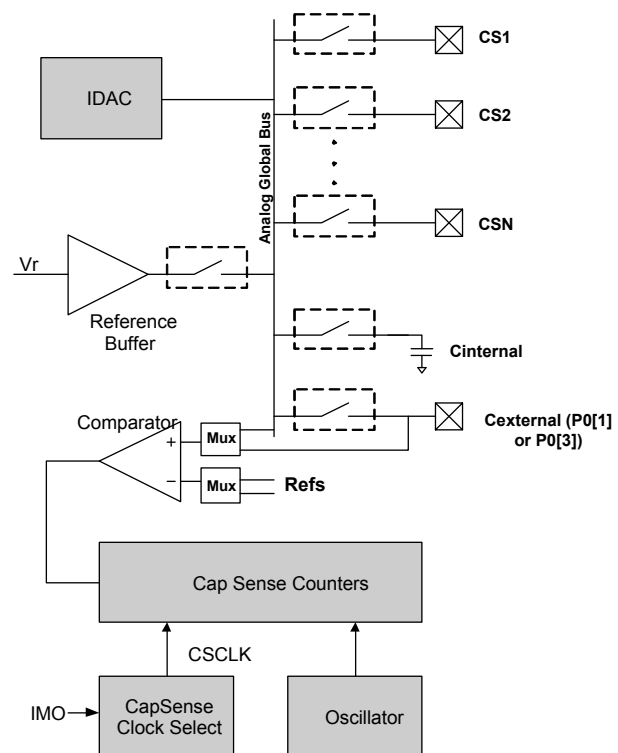 CS1
IDAC
CS2
Analog Global Bus
CSN
Vr
Reference
Buffer
Cinternal
Comparator
Mux
Cexternal (P0[1]
or P0[3])
+
−
Mux
Refs
Cap Sense Counters
CSCLK
IMO
CapSense
Clock Select
Oscillator